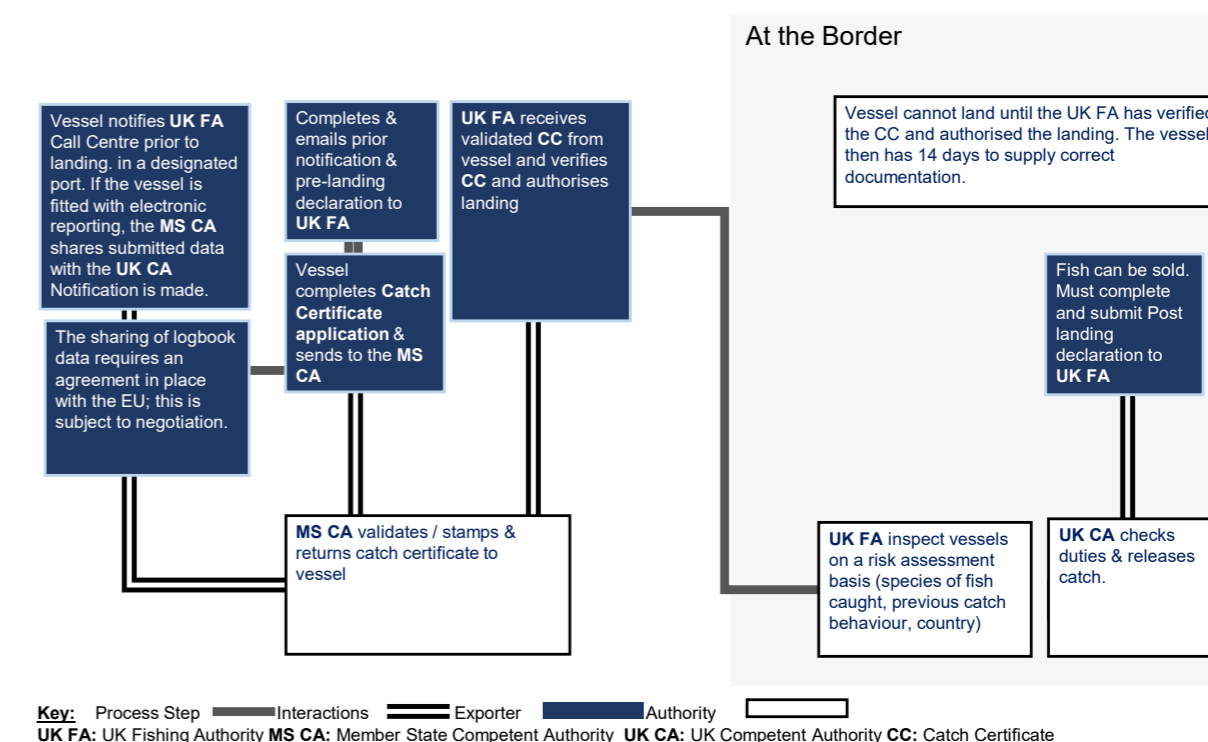 At the Border
Vessel notifies UK FA
Call Centre prior to
landing. in a designated
port. If the vessel is
fitted with electronic
reporting, the MS CA
shares submitted data
with the UK CA
Notification is made.
The sharing of logbook
data requires an
agreement in place
with the EU; this is
subject to negotiation.
Completes &
emails prior
notification &
pre-landing
declaration to
UK FA
Vessel
completes Catch
Certificate
application &
sends to the MS
CA
UK FA receives
validated CC from
vessel and verifies
CC and authorises
landing
MS CA validates / stamps &
returns catch certificate to
vessel
Vessel cannot land until the UK FA has verified
the CC and authorised the landing. The vessel
then has 14 days to supply correct
documentation.
UK FA inspect vessels
on a risk assessment
basis (species of fish
caught, previous catch
behaviour, country)
Fish can be sold.
Must complete
and submit Post
landing
declaration to
UK FA
UK CA checks
duties & releases
catch.
Key: Process Step Interactions Exporter Authority
UK FA: UK Fishing Authority MS CA: Member State Competent Authority UK CA: UK Competent Authority CC: Catch Certificate